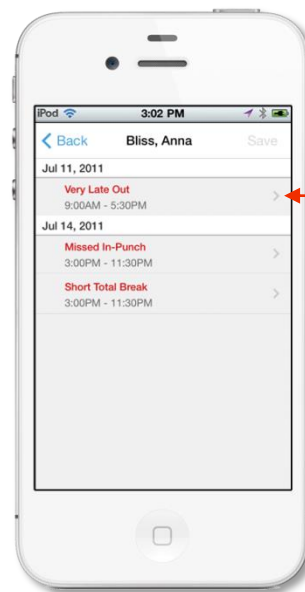 iPod 3:02 PM
Back Bliss, Anna Save
Jul 11, 2011
Very Late Out
9:00AM - 5:30PM
Jul 14, 2011
Missed In-Punch
3:00PM - 11:30PM
Short Total Break
3:00PM - 11:30PM